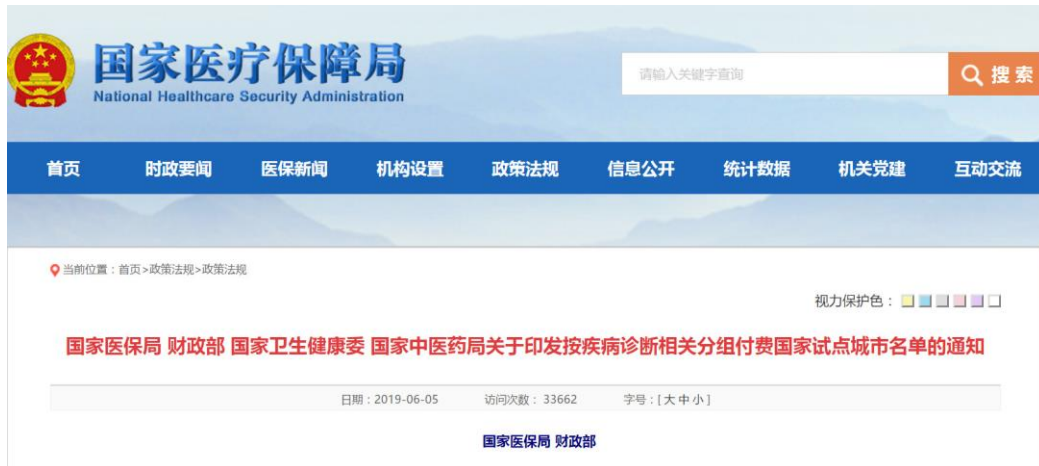 国家医疗保障局
National Healthcare Security Administration
请输入关键字查询
搜索
首页 时政要闻 医保新闻 机构设置 政策法规 信息公开 统计数据 机关党建 互动交流
当前位置：首页>政策法规>政策法规
视力保护色：
国家医保局 财政部 国家卫生健康委 国家中医药局关于印发按疾病诊断相关分组付费国家试点城市名单的通知
日期：2019-06-05 访问次数： 33662 字号：[ 大 中 小 ]
国家医保局 财政部